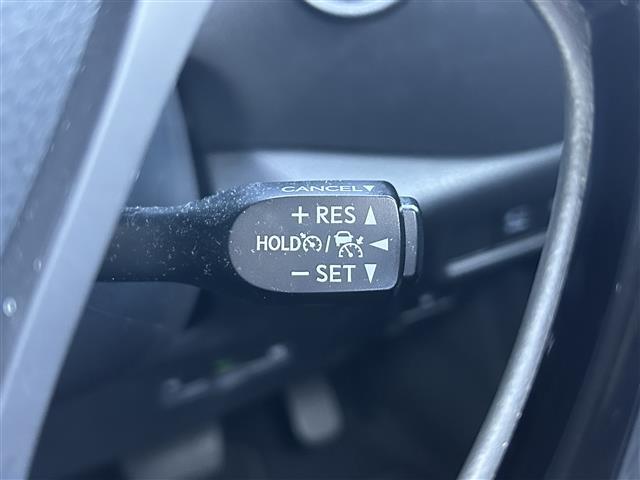 CANCEL▼
+ RES ▲
HOLD / ◀
− SET ▼